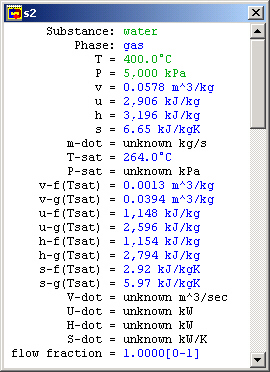 s2
Substance: water
Phase: gas
T = 400.0°C
P = 5,000 kPa
v = 0.0578 m^3/kg
u = 2,906 kJ/kg
h = 3,196 kJ/kg
s = 6.65 kJ/kgK
m-dot = unknown kg/s
T-sat = 264.0°C
P-sat = unknown kPa
v-f(Tsat) = 0.0013 m^3/kg
v-g(Tsat) = 0.0394 m^3/kg
u-f(Tsat) = 1,148 kJ/kg
u-g(Tsat) = 2,596 kJ/kg
h-f(Tsat) = 1,154 kJ/kg
h-g(Tsat) = 2,794 kJ/kg
s-f(Tsat) = 2.92 kJ/kgK
s-g(Tsat) = 5.97 kJ/kgK
V-dot = unknown m^3/sec
U-dot = unknown kW
H-dot = unknown kW
S-dot = unknown kW/K
flow fraction = 1.0000[0-1]